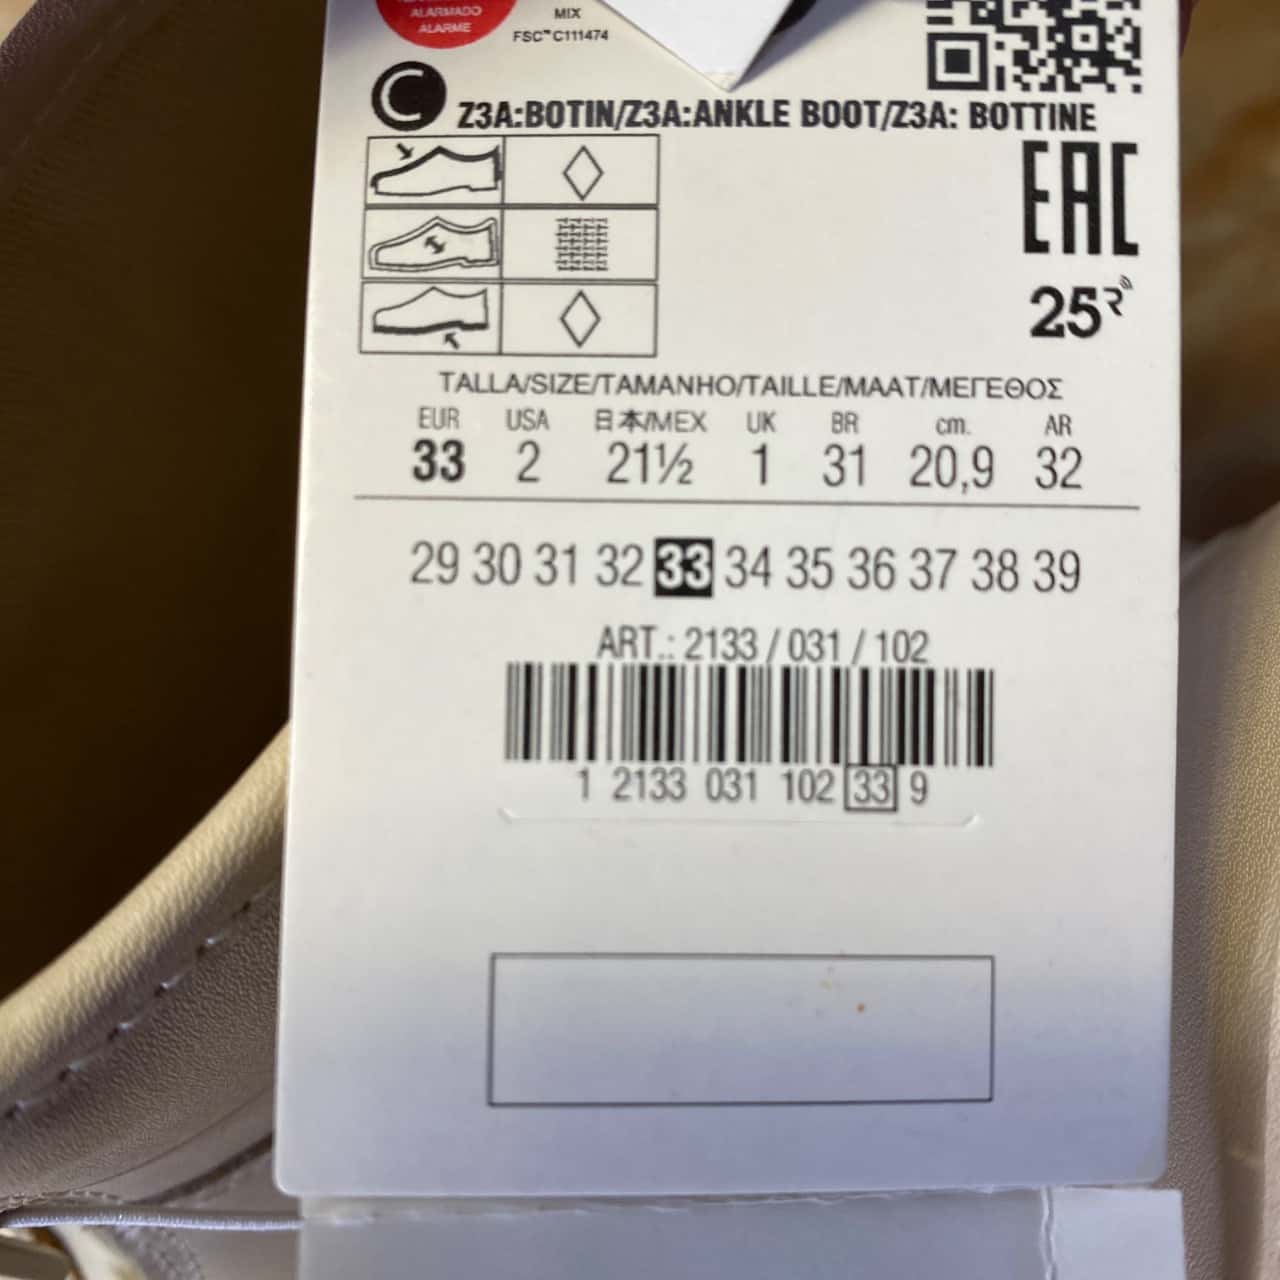 ALARMADO
ALARME
MIX
FSC™ C111474
C
Z3A:BOTIN/Z3A:ANKLE BOOT/Z3A: BOTTINE
EAC
25R
TALLA/SIZE/TAMANHO/TAILLE/MAAT/ΜΕΓΕΘΟΣ
EUR USA 日本/MEX UK BR cm. AR
33 2 21½ 1 31 20,9 32
29 30 31 32 33 34 35 36 37 38 39
ART.: 2133 / 031 / 102
1 2133 031 102 33 9